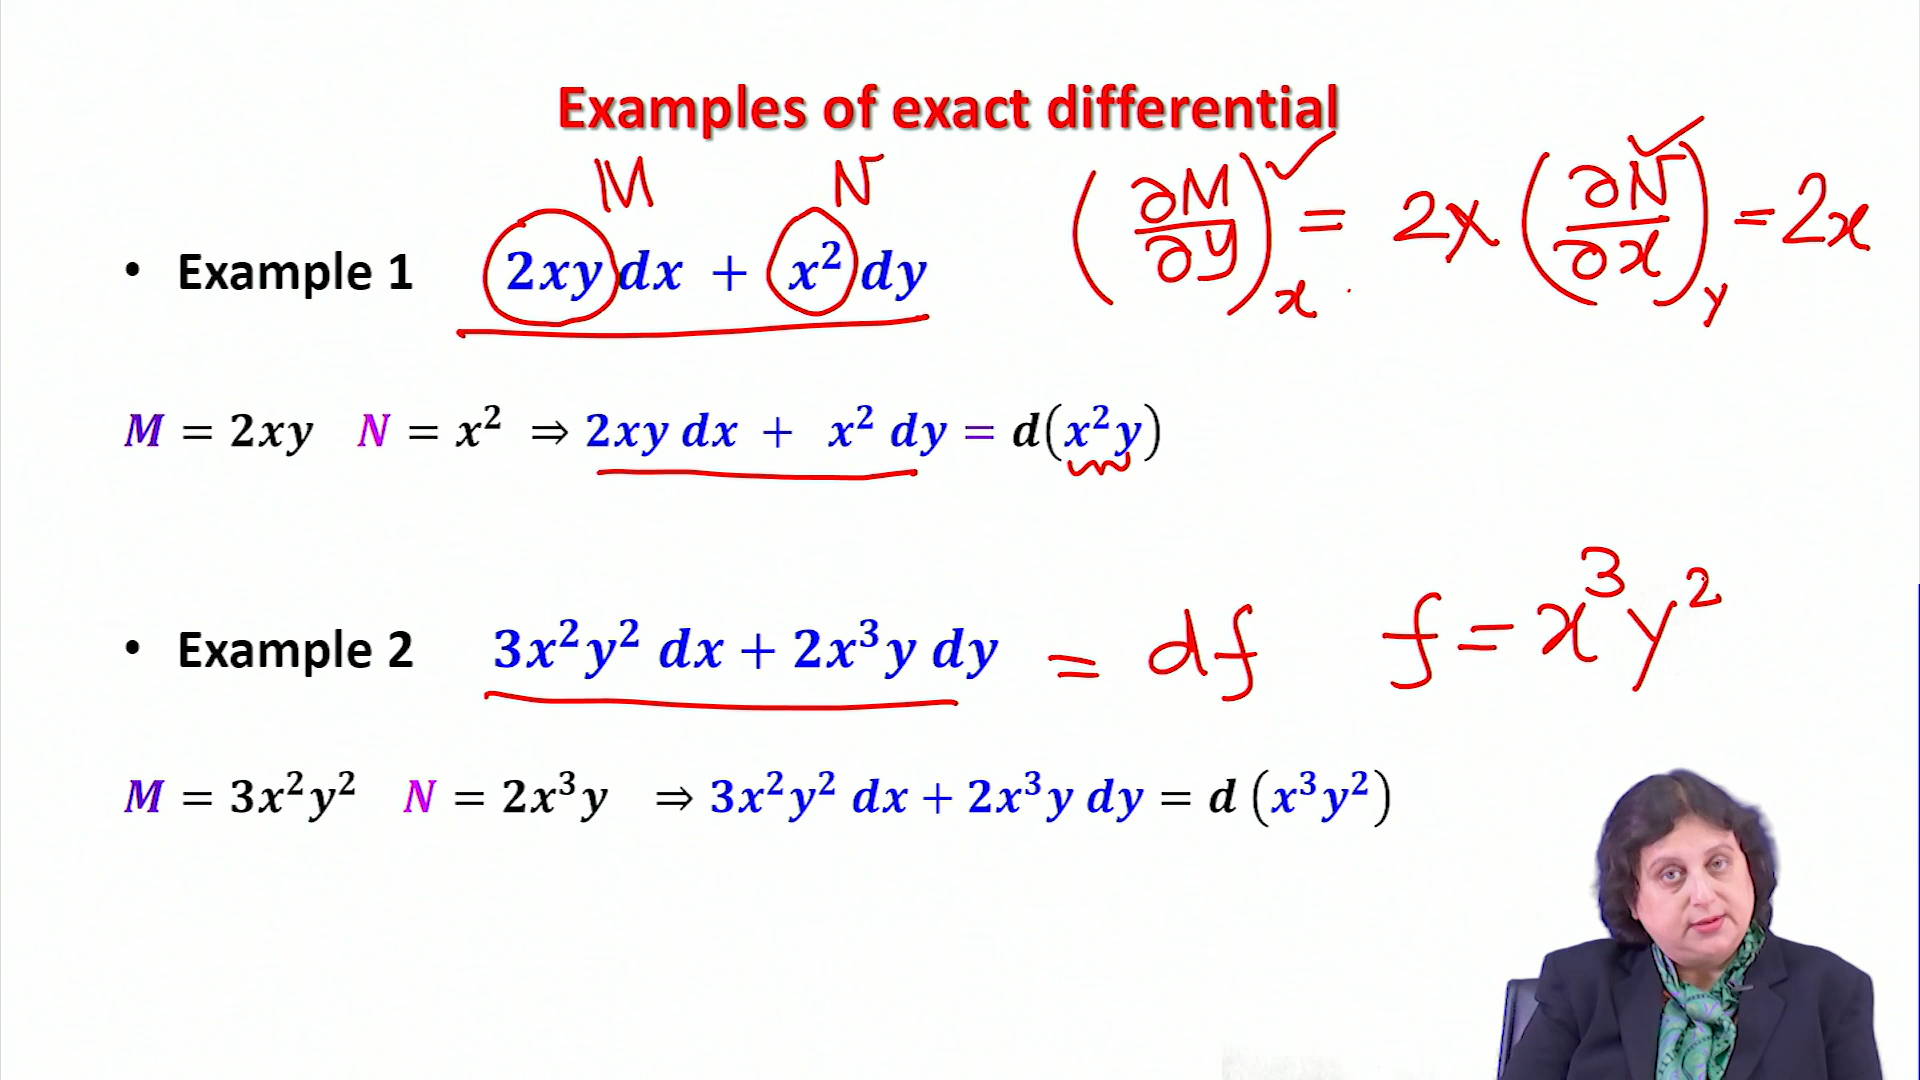 Examples of exact differential
M N
• Example 1 2xy dx + x² dy (∂M/∂y)ₓ = 2x (∂N/∂x)_y = 2x
M = 2xy N = x² ⇒ 2xy dx + x² dy = d(x²y)
• Example 2 3x²y² dx + 2x³y dy = df f = x³y²
M = 3x²y² N = 2x³y ⇒ 3x²y² dx + 2x³y dy = d (x³y²)